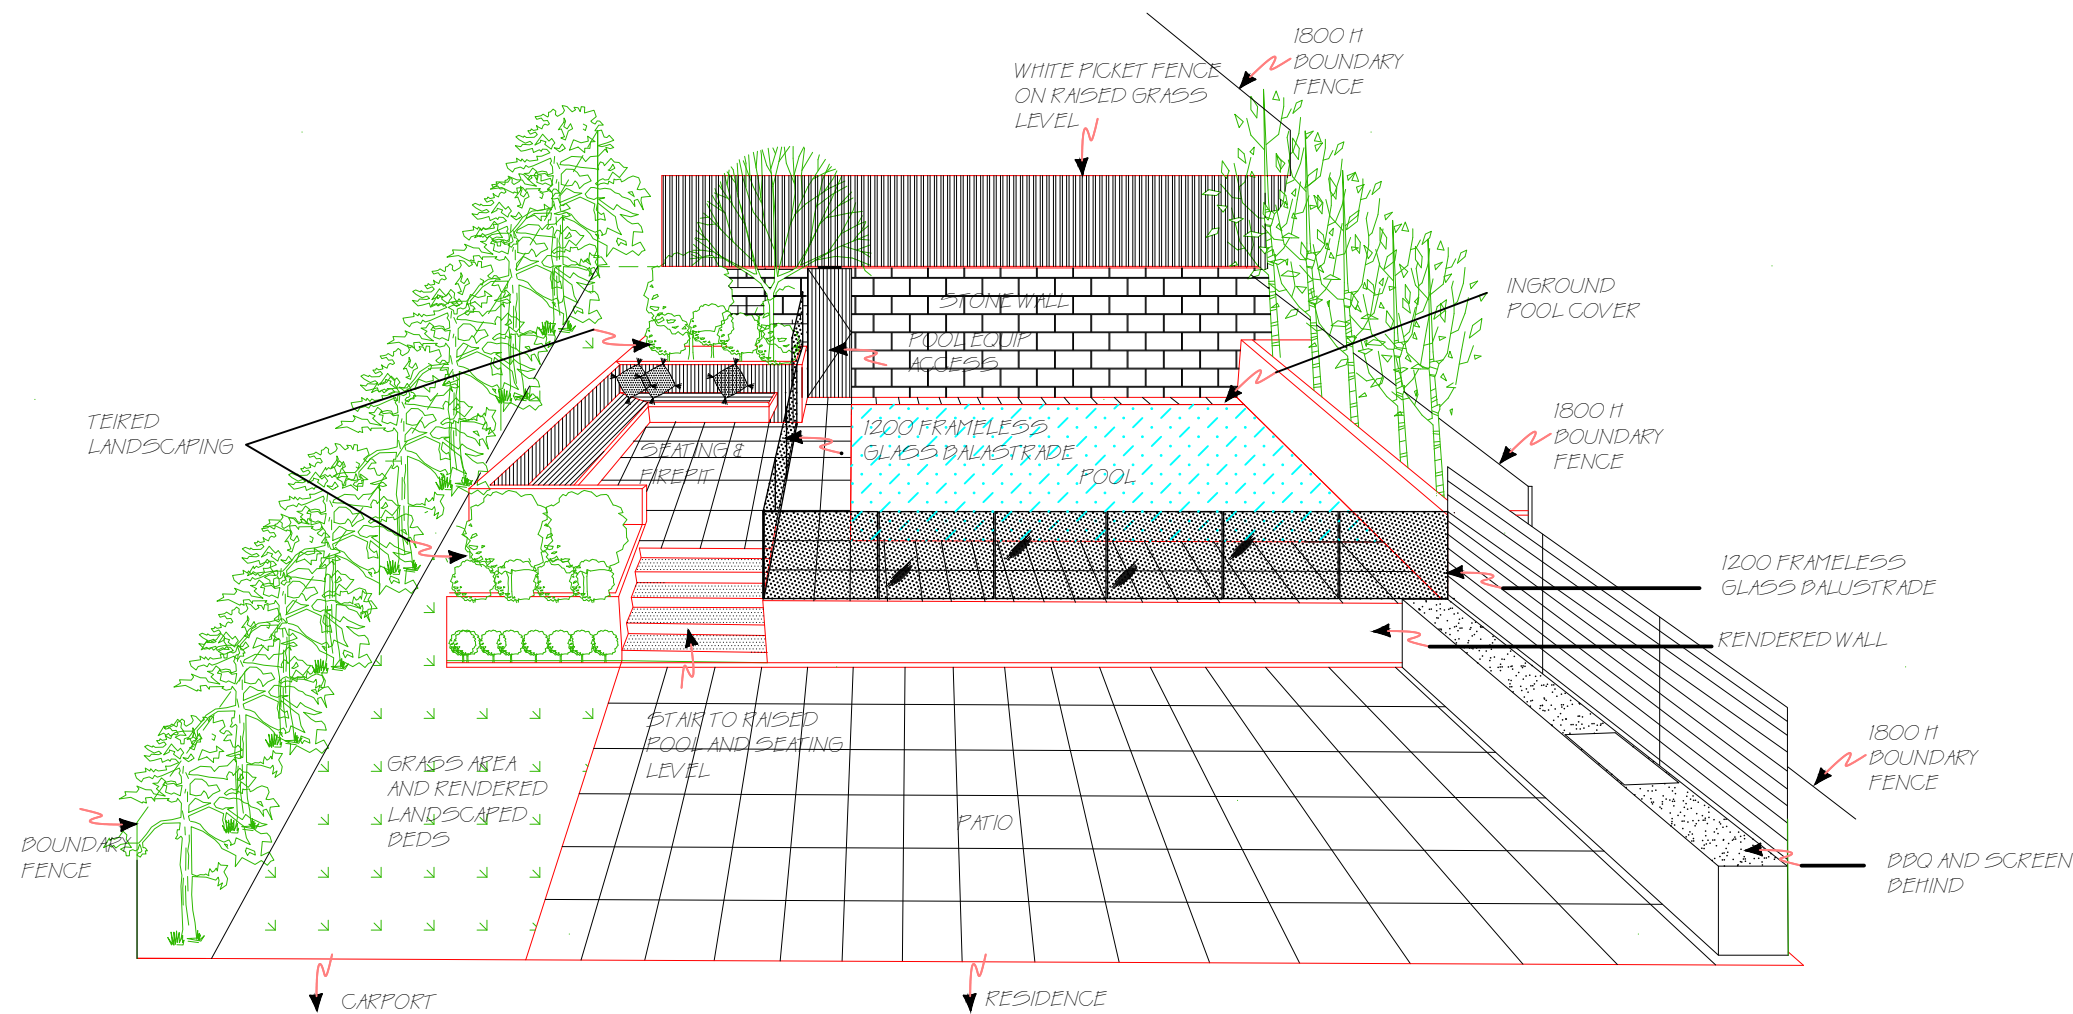 1800 H
BOUNDARY
FENCE
WHITE PICKET FENCE
ON RAISED GRASS
LEVEL
INGROUND
POOL COVER
STONE WALL
POOL EQUIP
ACCESS
TEIRED
LANDSCAPING
1800 H
BOUNDARY
FENCE
1200 FRAMELESS
GLASS BALASTRADE
SEATING &
FIREPIT
POOL
1200 FRAMELESS
GLASS BALUSTRADE
RENDERED WALL
STAIR TO RAISED
POOL AND SEATING
LEVEL
GRASS AREA
AND RENDERED
LANDSCAPED
BEDS
1800 H
BOUNDARY
FENCE
PATIO
BOUNDARY
FENCE
BBQ AND SCREEN
BEHIND
CARPORT
RESIDENCE